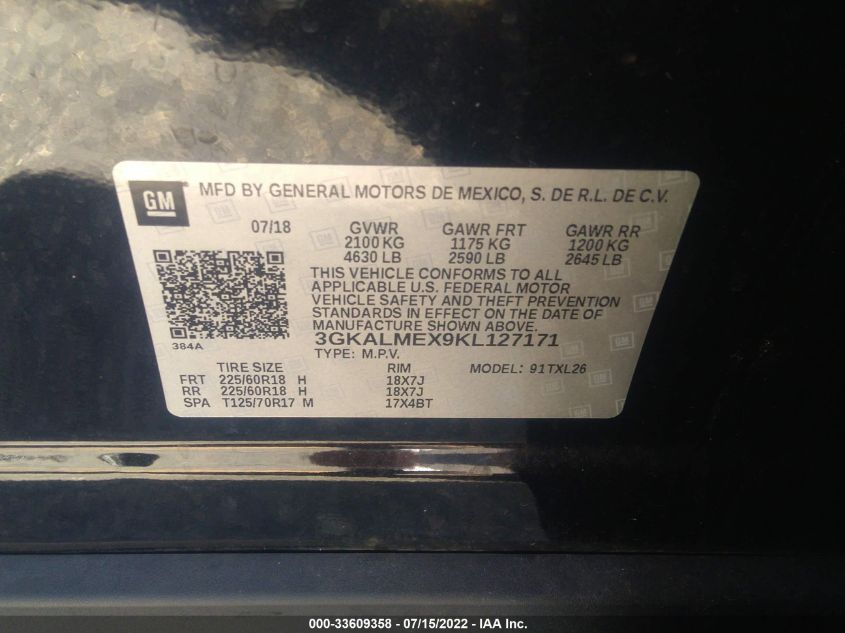 GM
MFD BY GENERAL MOTORS DE MEXICO, S. DE R.L. DE C.V.
07/18 GVWR GAWR FRT GAWR RR
2100 KG 1175 KG 1200 KG
4630 LB 2590 LB 2645 LB
THIS VEHICLE CONFORMS TO ALL
APPLICABLE U.S. FEDERAL MOTOR
VEHICLE SAFETY AND THEFT PREVENTION
STANDARDS IN EFFECT ON THE DATE OF
MANUFACTURE SHOWN ABOVE.
384A
3GKALMEX9KL127171
TYPE: M.P.V. MODEL: 91TXL26
TIRE SIZE RIM
FRT 225/60R18 H 18X7J
RR 225/60R18 H 18X7J
SPA T125/70R17 M 17X4BT
000-33609358 - 07/15/2022 - IAA Inc.